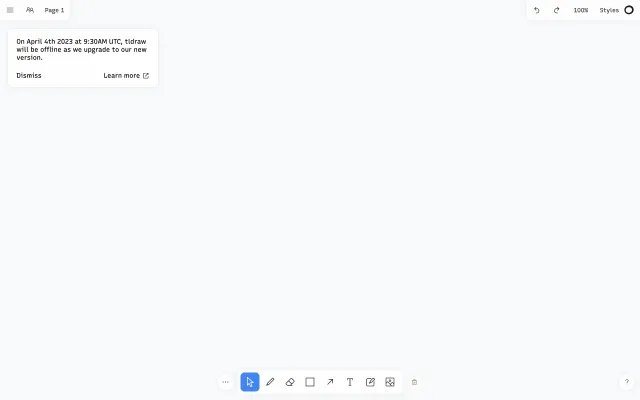 Page 1
100%
Styles
On April 4th 2023 at 9:30AM UTC, tldraw
will be offline as we upgrade to our new
version.
Dismiss
Learn more
T
?